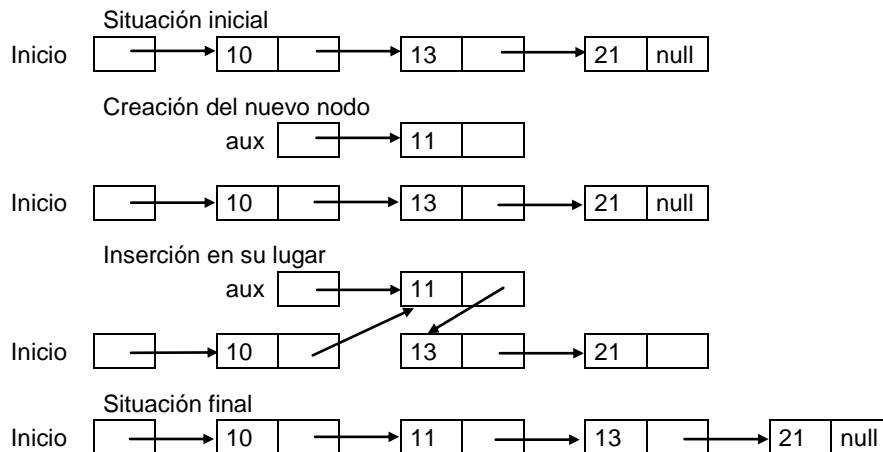 Situación inicial
Inicio 10 13 21 null
Creación del nuevo nodo
aux 11
Inicio 10 13 21 null
Inserción en su lugar
aux 11
Inicio 10 13 21
Situación final
Inicio 10 11 13 21 null